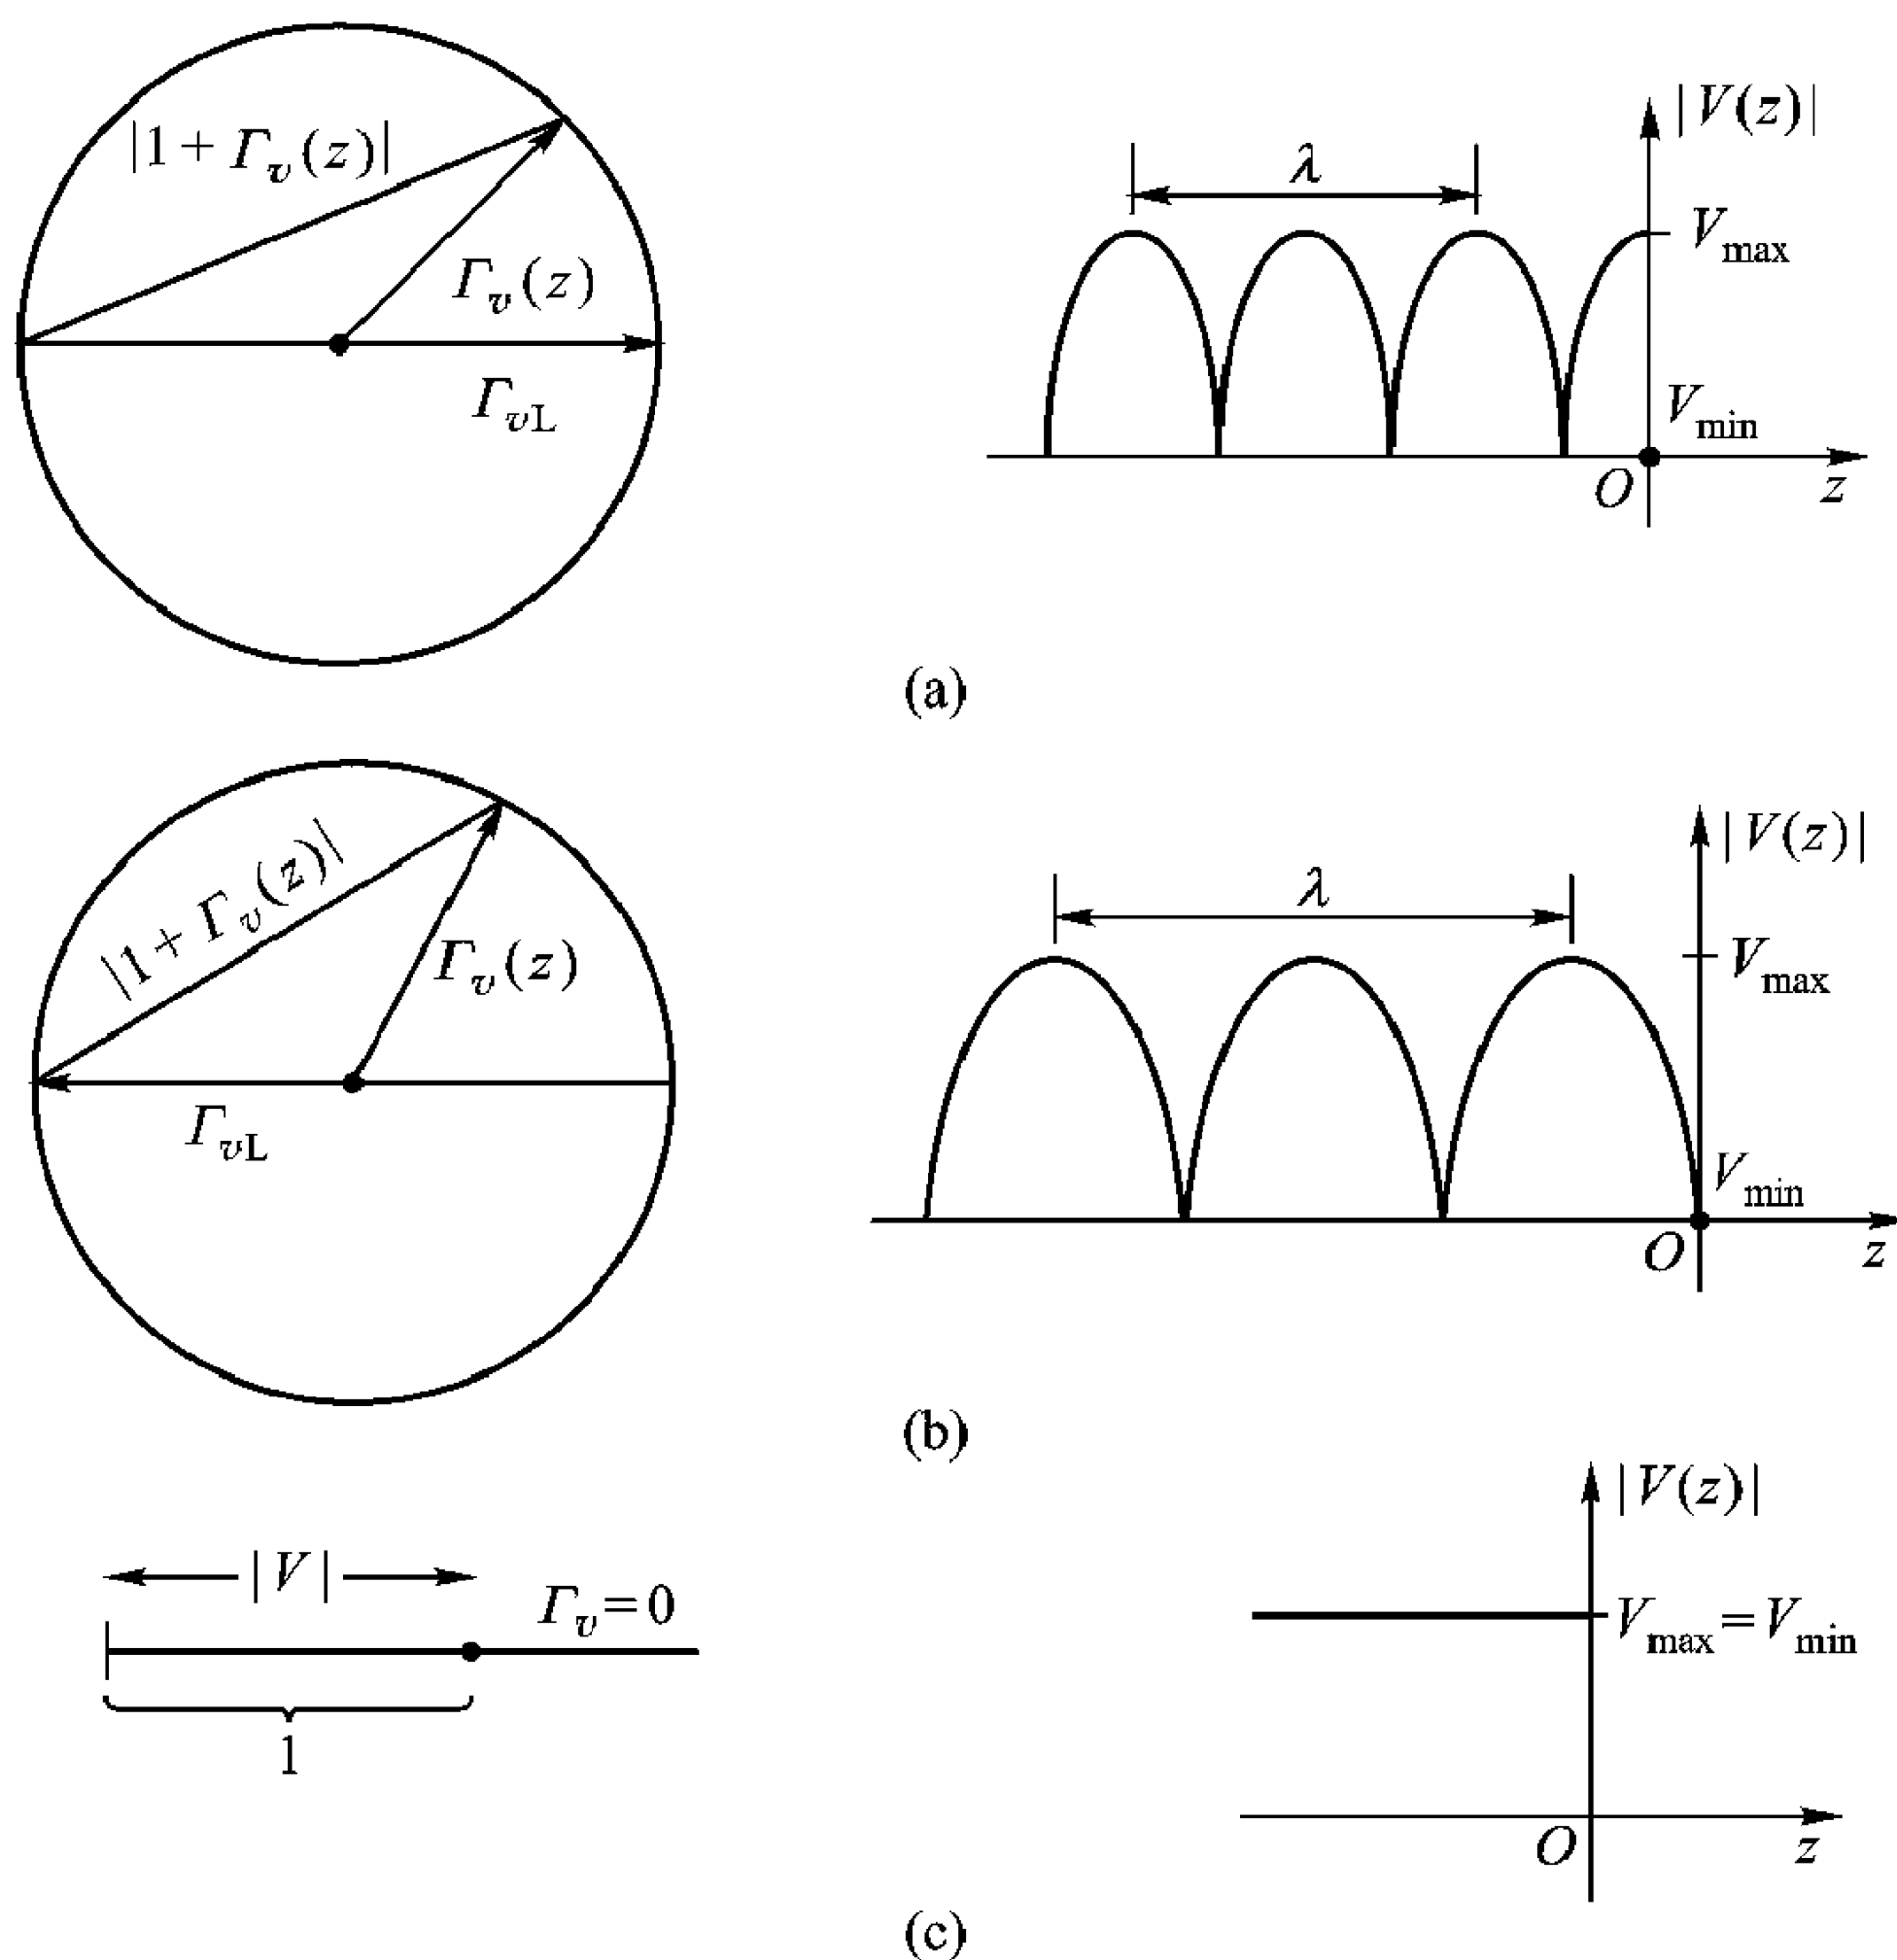 |V(z)|
|1 + Γv(z)|
λ
Vmax
Γv(z)
ΓvL
Vmin
O
z
(a)
|V(z)|
|1 + Γv(z)|
λ
Γv(z)
Vmax
ΓvL
Vmin
O
z
(b)
|V(z)|
|V|
Γv=0
Vmax=Vmin
1
O
z
(c)